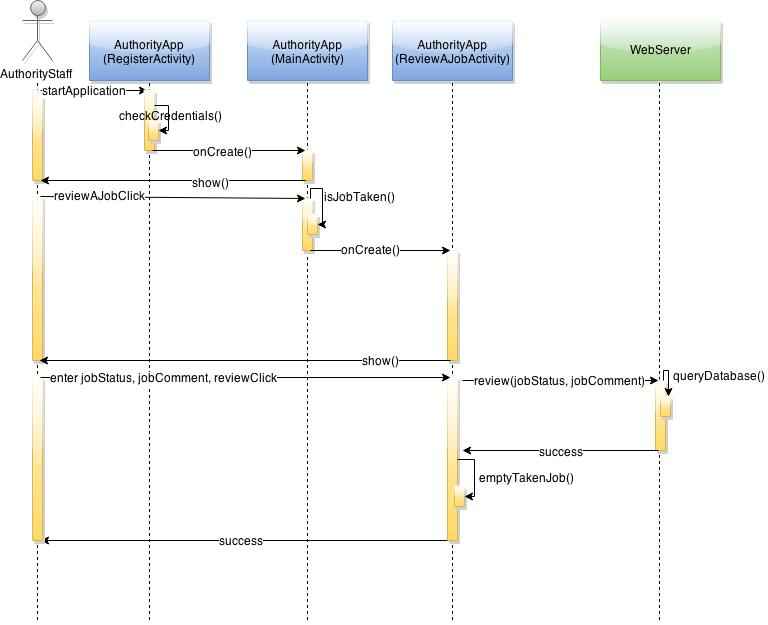 AuthorityStaff
AuthorityApp
(RegisterActivity)
AuthorityApp
(MainActivity)
AuthorityApp
(ReviewAJobActivity)
WebServer
startApplication
checkCredentials()
onCreate()
show()
reviewAJobClick
isJobTaken()
onCreate()
show()
enter jobStatus, jobComment, reviewClick
review(jobStatus, jobComment)
queryDatabase()
success
emptyTakenJob()
success